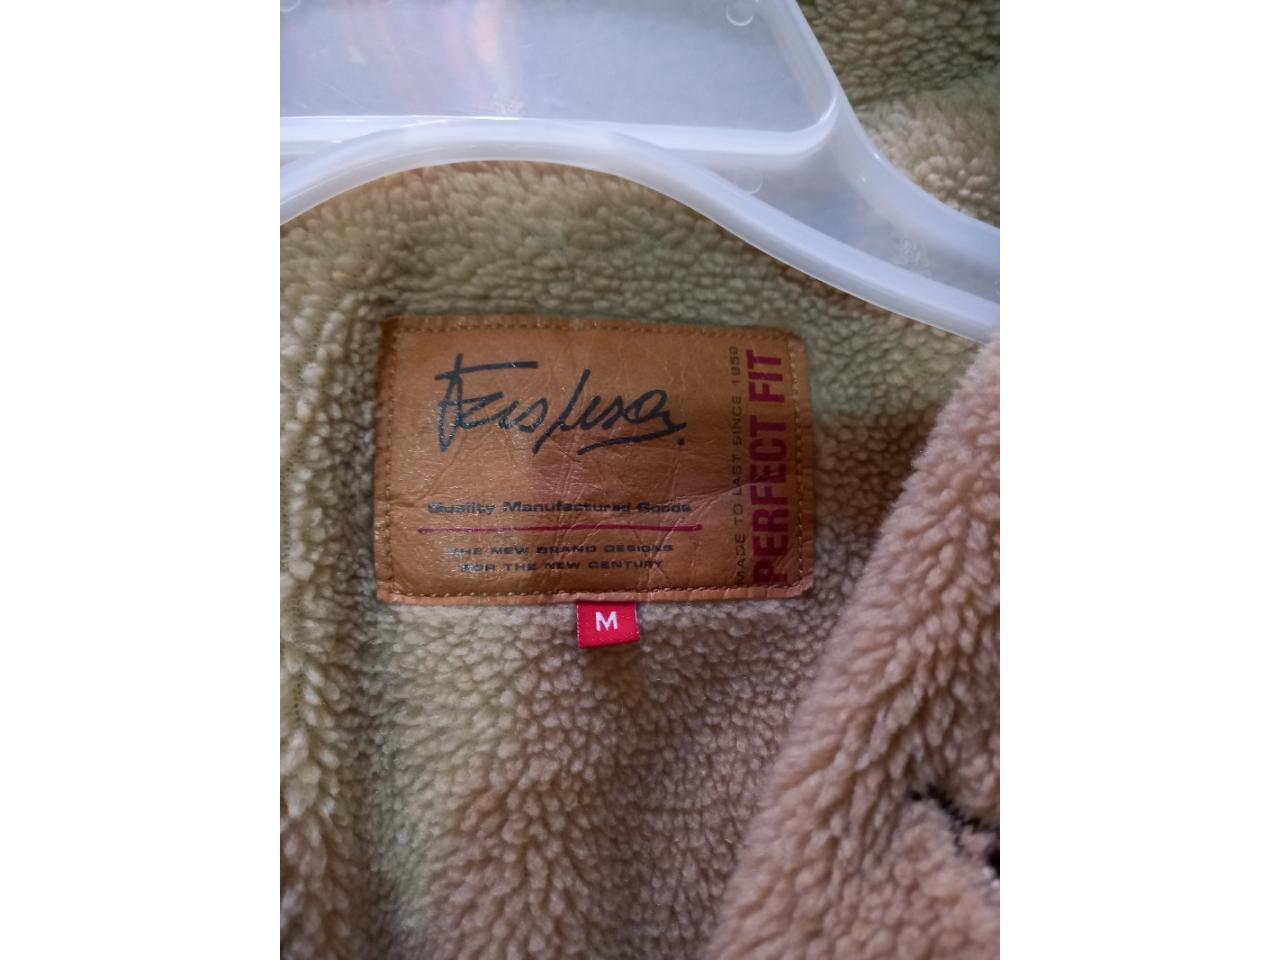 Quality Manufactured Goods
THE NEW BRAND DESIGNS
FOR THE NEW CENTURY
MADE TO LAST SINCE 1959
PERFECT FIT
M